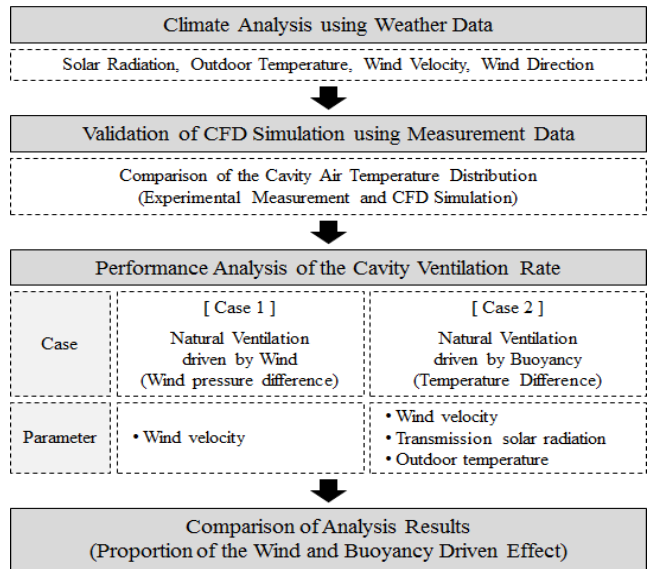 Climate Analysis using Weather Data
Solar Radiation, Outdoor Temperature, Wind Velocity, Wind Direction
Validation of CFD Simulation using Measurement Data
Comparison of the Cavity Air Temperature Distribution
(Experimental Measurement and CFD Simulation)
Performance Analysis of the Cavity Ventilation Rate
Case
[ Case 1 ]
Natural Ventilation
driven by Wind
(Wind pressure difference)
[ Case 2 ]
Natural Ventilation
driven by Buoyancy
(Temperature Difference)
Parameter
• Wind velocity
• Wind velocity
• Transmission solar radiation
• Outdoor temperature
Comparison of Analysis Results
(Proportion of the Wind and Buoyancy Driven Effect)